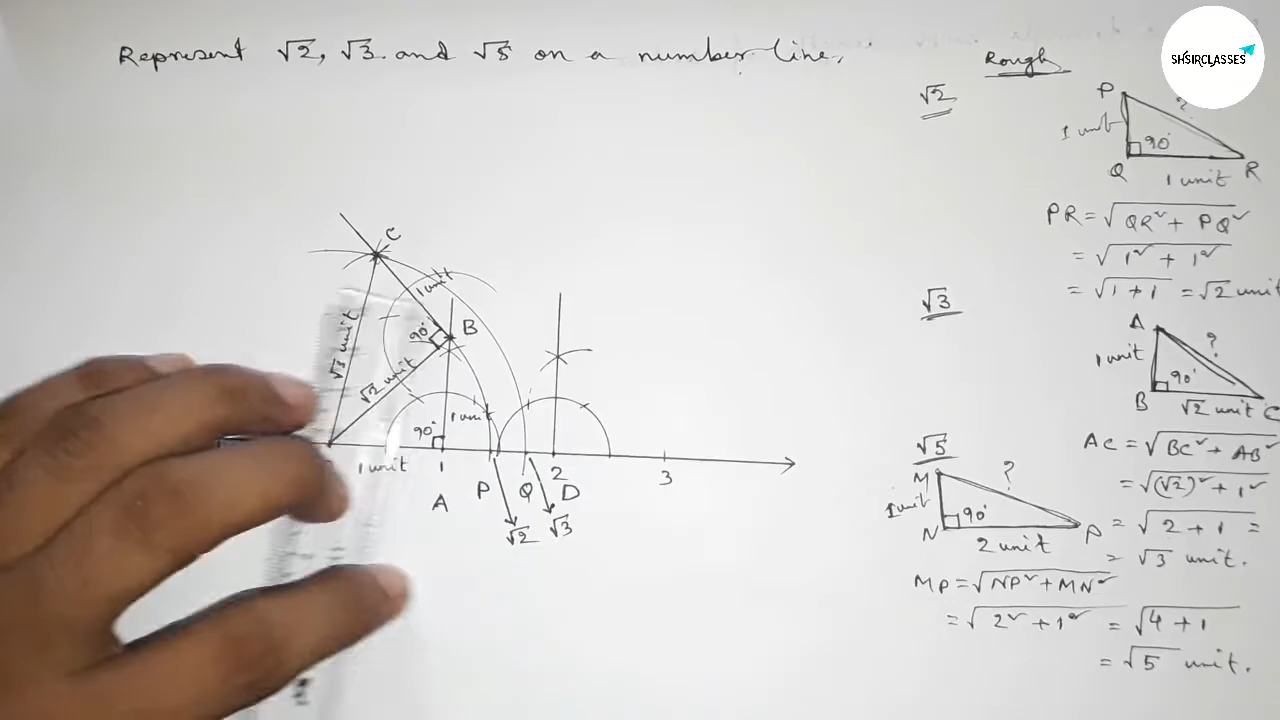 Represent √2, √3 and √5 on a number line.
Rough
SHSIRCLASSES
√2
P
?
1 unit
90°
Q
1 unit
R
PR = √QR² + PQ²
= √1² + 1²
= √1+1 = √2 unit
√3
A
?
1 unit
90°
B
√2 unit
C
AC = √BC² + AB²
= √(√2)² + 1²
= √2 + 1 =
= √3 unit.
√5
M
?
1 unit
90°
N
2 unit
P
MP = √NP² + MN²
= √2² + 1² = √4 + 1
= √5 unit.
C
1 unit
B
90°
√3 unit
√2 unit
1 unit
90°
1 unit
1
2
3
A
P
Q
D
√2
√3